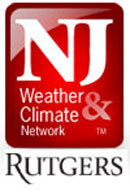 NJ
Weather &
Climate
Network
TM
RUTGERS